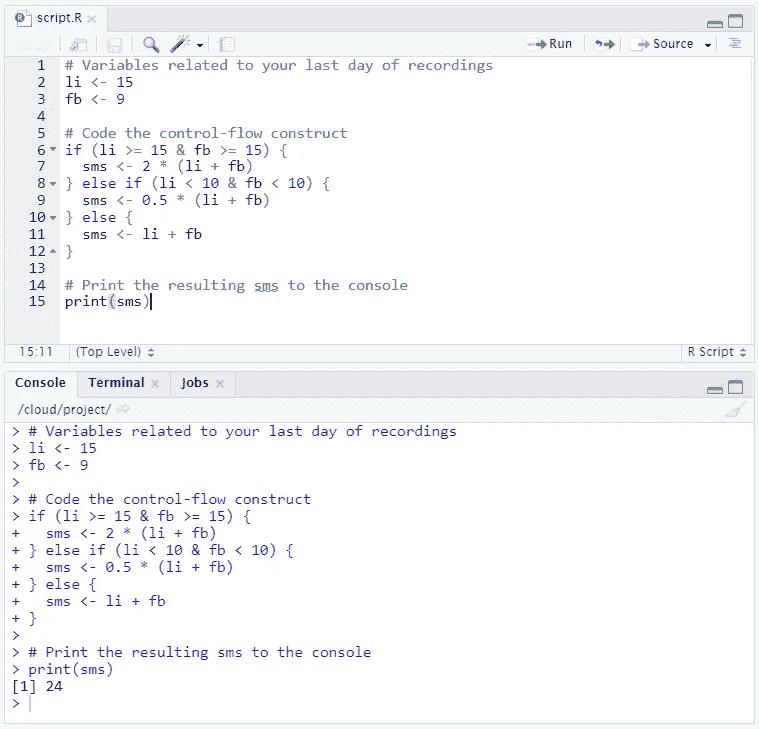 script.R
Run
Source
1 # Variables related to your last day of recordings
2 li <- 15
3 fb <- 9
4
5 # Code the control-flow construct
6 if (li >= 15 & fb >= 15) {
7   sms <- 2 * (li + fb)
8 } else if (li < 10 & fb < 10) {
9   sms <- 0.5 * (li + fb)
10 } else {
11   sms <- li + fb
12 }
13
14 # Print the resulting sms to the console
15 print(sms)
15:11 (Top Level) R Script
Console Terminal Jobs
/cloud/project/
> # Variables related to your last day of recordings
> li <- 15
> fb <- 9
>
> # Code the control-flow construct
> if (li >= 15 & fb >= 15) {
+   sms <- 2 * (li + fb)
+ } else if (li < 10 & fb < 10) {
+   sms <- 0.5 * (li + fb)
+ } else {
+   sms <- li + fb
+ }
>
> # Print the resulting sms to the console
> print(sms)
[1] 24
>